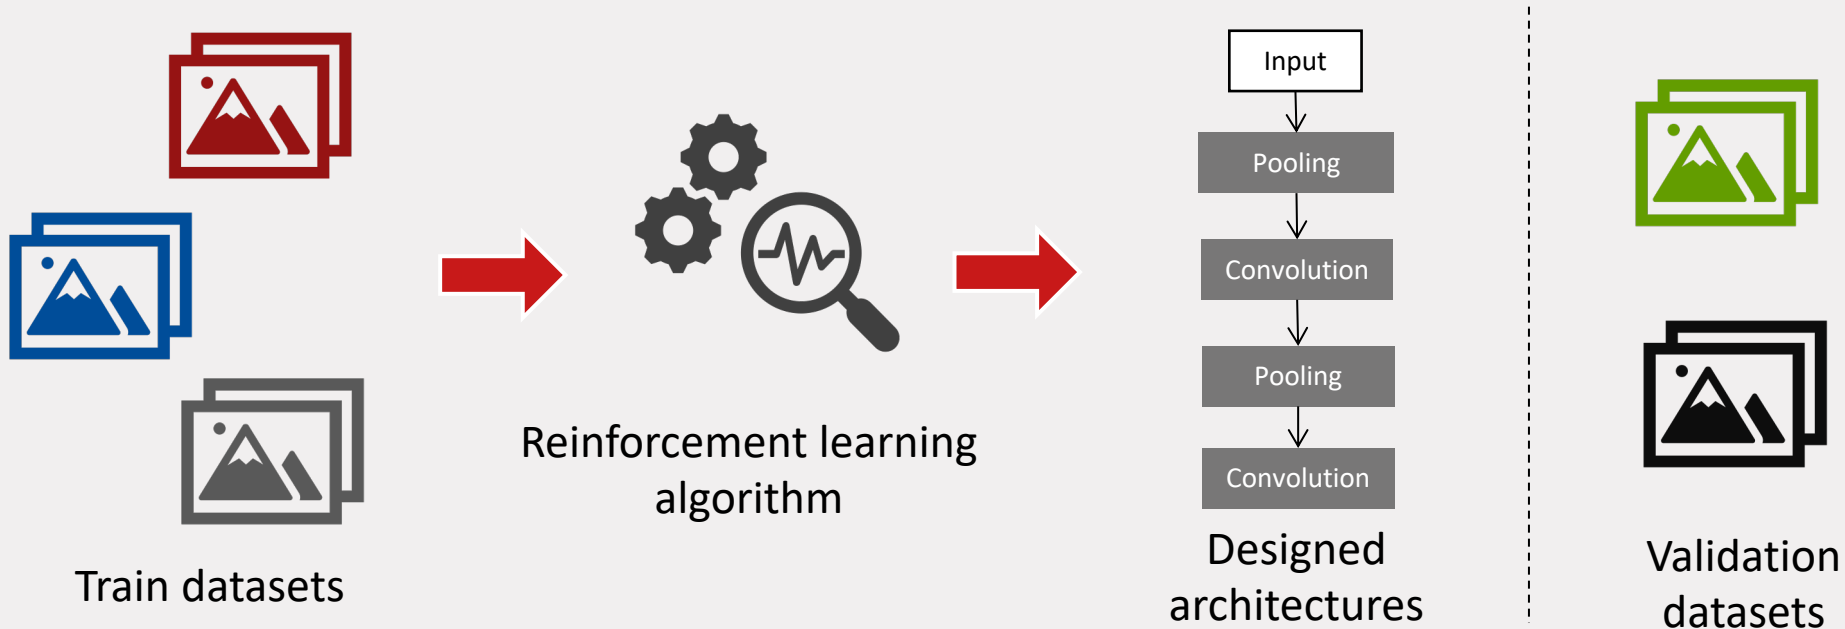 Train datasets
Reinforcement learning
algorithm
Input
Pooling
Convolution
Pooling
Convolution
Designed
architectures
Validation
datasets